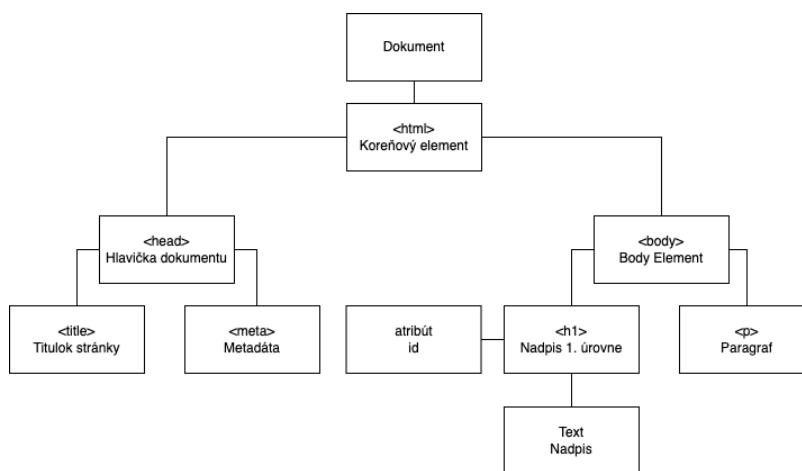 Dokument
<html>
Koreňový element
<head>
Hlavička dokumentu
<body>
Body Element
<title>
Titulok stránky
<meta>
Metadáta
atribút
id
<h1>
Nadpis 1. úrovne
<p>
Paragraf
Text
Nadpis